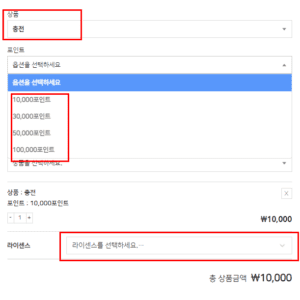 상품
충전
포인트
옵션을 선택하세요
옵션을 선택하세요
10,000포인트
30,000포인트
50,000포인트
100,000포인트
상품을 선택하세요.
상품 : 충전
X
포인트 : 10,000포인트
- 1 +
₩10,000
라이센스
라이센스를 선택하세요.…
총 상품금액 ₩10,000